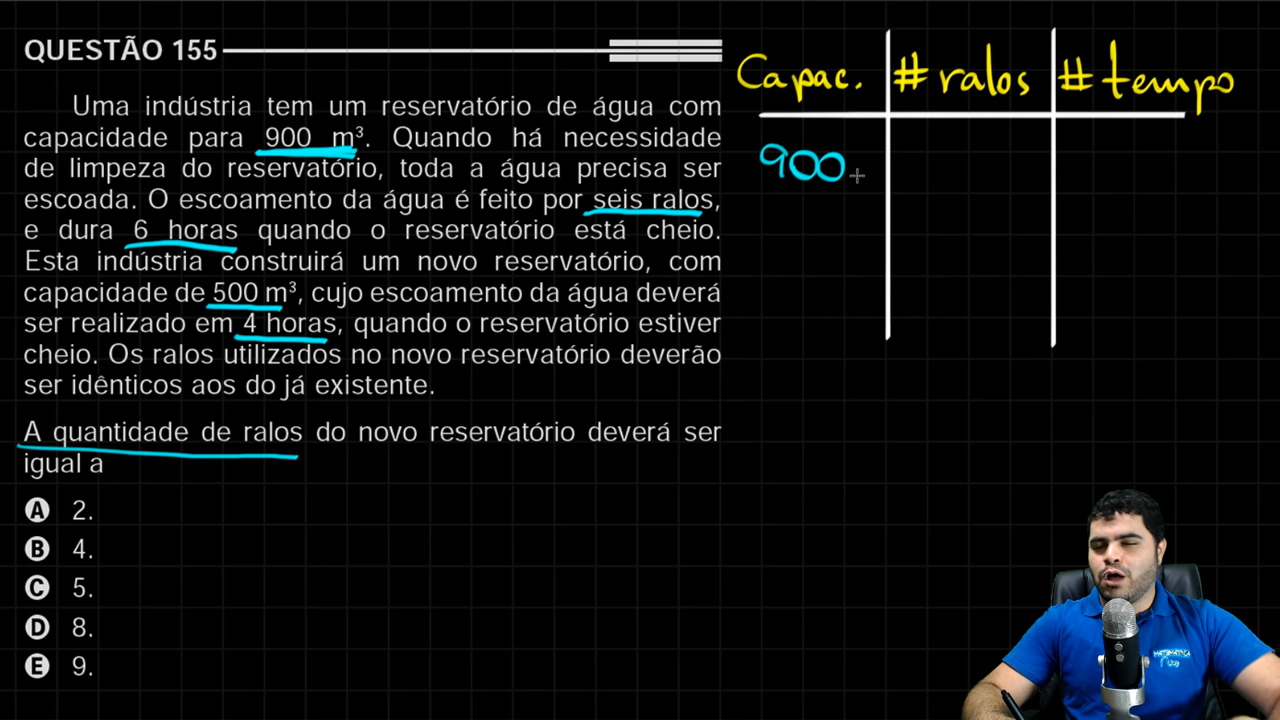 QUESTÃO 155
Uma indústria tem um reservatório de água com
capacidade para 900 m³. Quando há necessidade
de limpeza do reservatório, toda a água precisa ser
escoada. O escoamento da água é feito por seis ralos,
e dura 6 horas quando o reservatório está cheio.
Esta indústria construirá um novo reservatório, com
capacidade de 500 m³, cujo escoamento da água deverá
ser realizado em 4 horas, quando o reservatório estiver
cheio. Os ralos utilizados no novo reservatório deverão
ser idênticos aos do já existente.
A quantidade de ralos do novo reservatório deverá ser
igual a
A 2.
B 4.
C 5.
D 8.
E 9.
Capac. # ralos # tempo
900
MATEMÁTICA